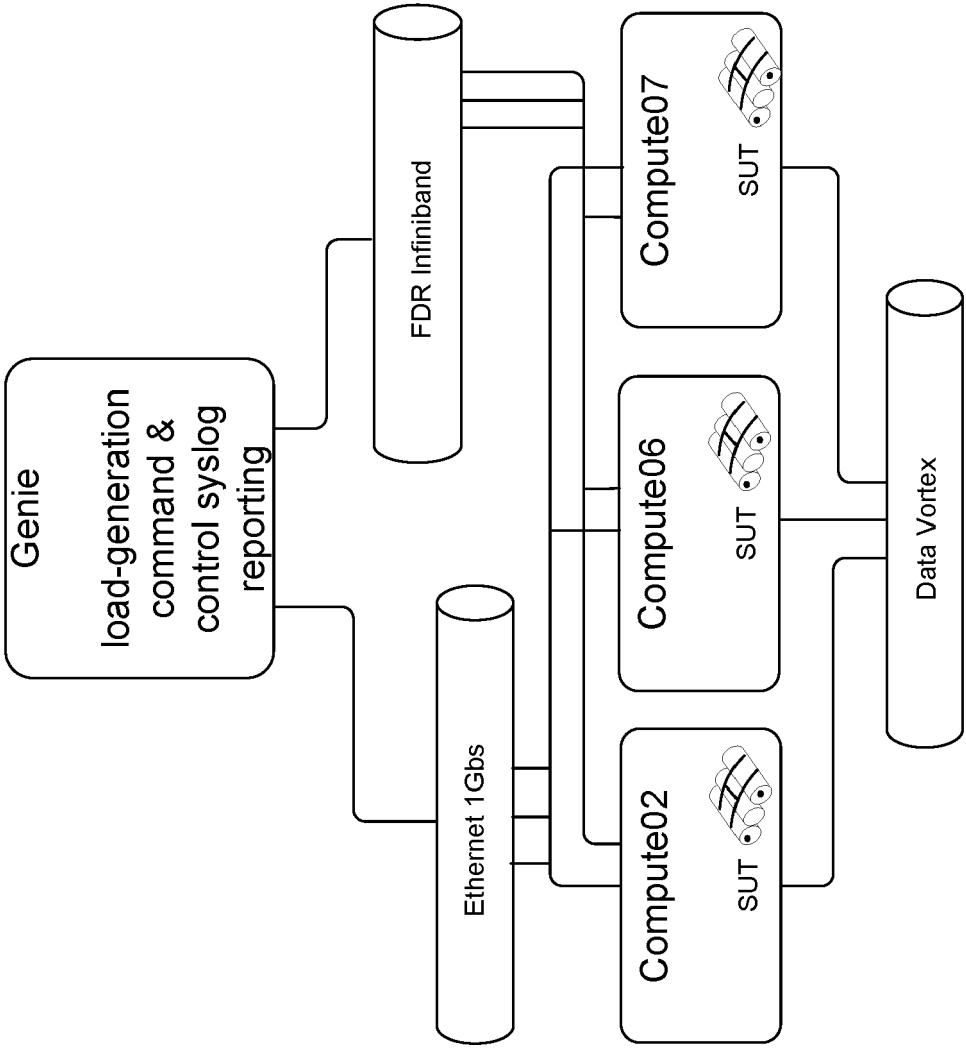 Genie
load-generation
command &
control syslog
reporting
FDR Infiniband
Ethernet 1Gbs
Compute02
SUT
Compute06
SUT
Compute07
SUT
Data Vortex